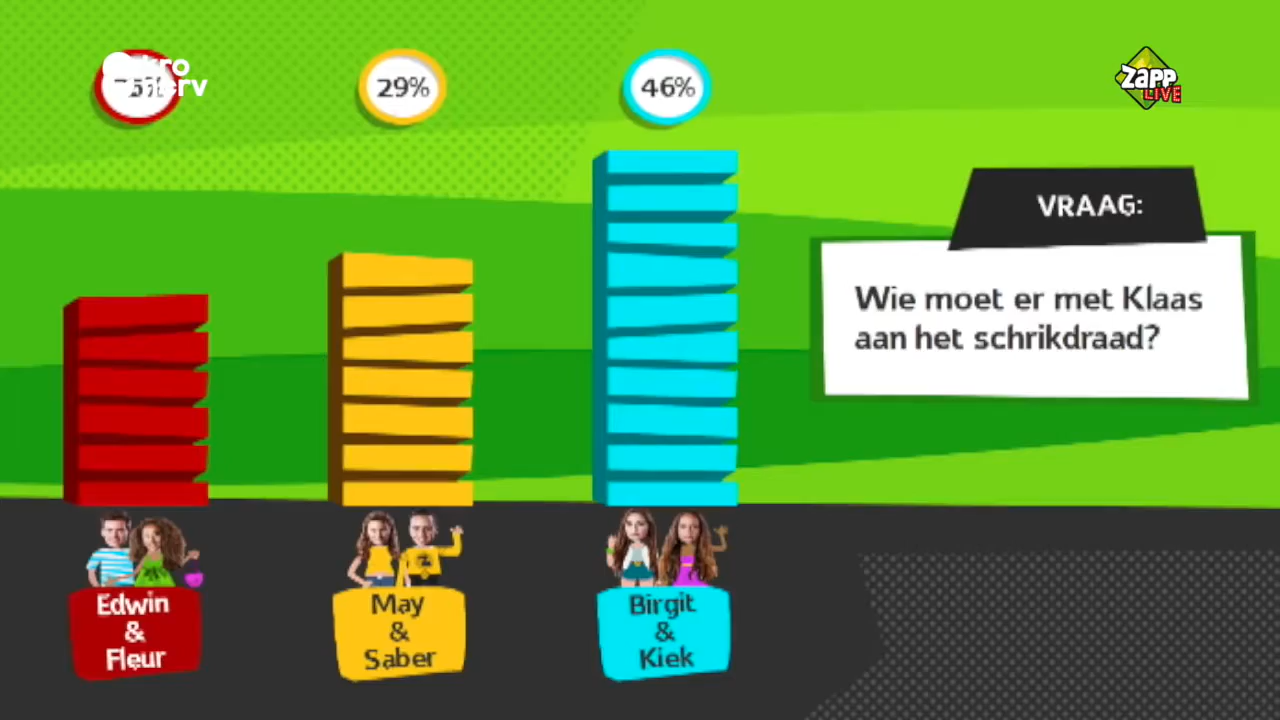 29%
46%
ZAPP
LIVE
VRAAG:
Wie moet er met Klaas
aan het schrikdraad?
Edwin
&
Fleur
May
&
Saber
Birgit
&
Kiek